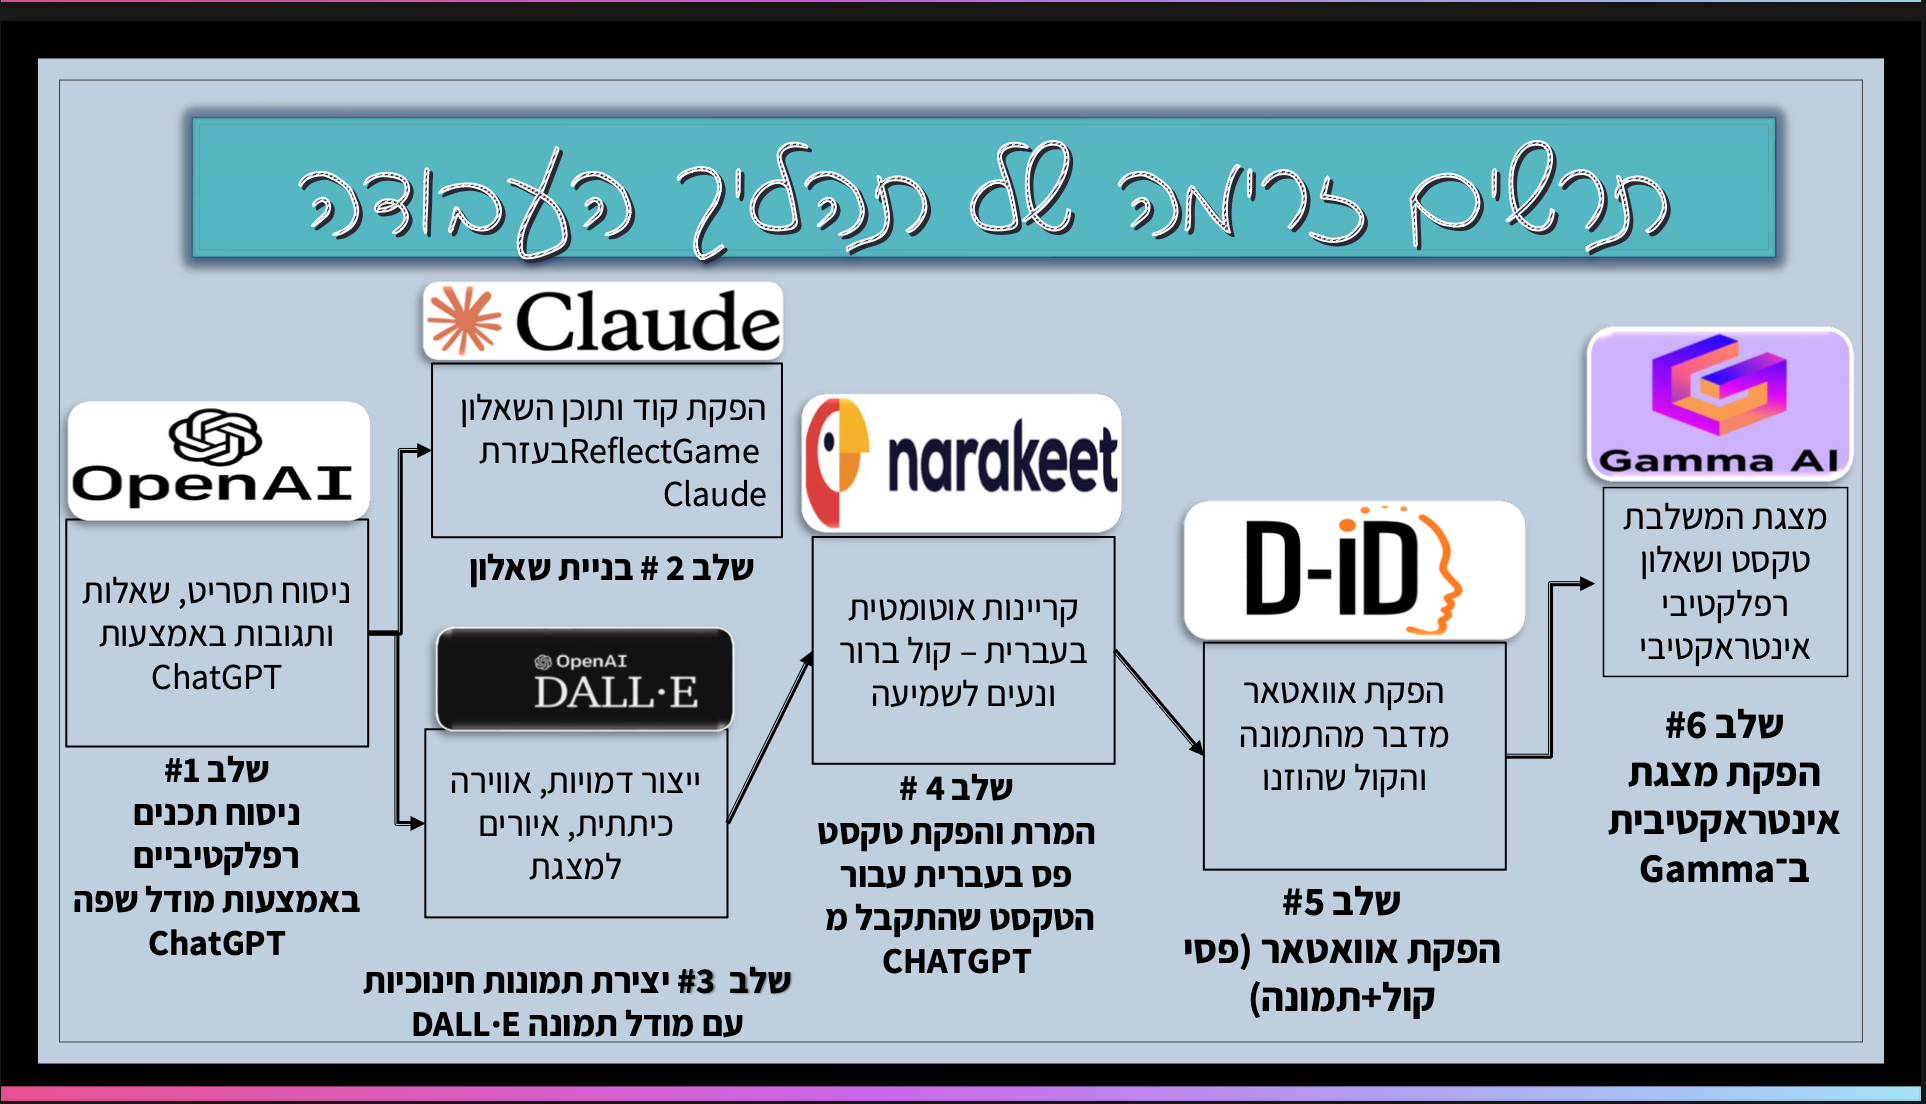 תרשים זרימה של תהליך העבודה
OpenAI
ניסוח תסריט, שאלות
ותגובות באמצעות
ChatGPT
שלב 1#
ניסוח תכנים
רפלקטיביים
באמצעות מודל שפה
ChatGPT
Claude
הפקת קוד ותוכן השאלון
בעזרתReflectGame
Claude
שלב 2 # בניית שאלון
OpenAI
DALL·E
ייצור דמויות, אווירה
כיתתית, איורים
למצגת
שלב 3# יצירת תמונות חינוכיות
עם מודל תמונה DALL·E
narakeet
קריינות אוטומטית
בעברית – קול ברור
ונעים לשמיעה
שלב 4 #
המרת והפקת טקסט
פס בעברית עבור
הטקסט שהתקבל מ
CHATGPT
D-iD
הפקת אוואטאר
מדבר מהתמונה
והקול שהוזנו
שלב 5#
הפקת אוואטאר (פסי
קול+תמונה)
Gamma AI
מצגת המשלבת
טקסט ושאלון
רפלקטיבי
אינטראקטיבי
שלב 6#
הפקת מצגת
אינטראקטיבית
ב־Gamma